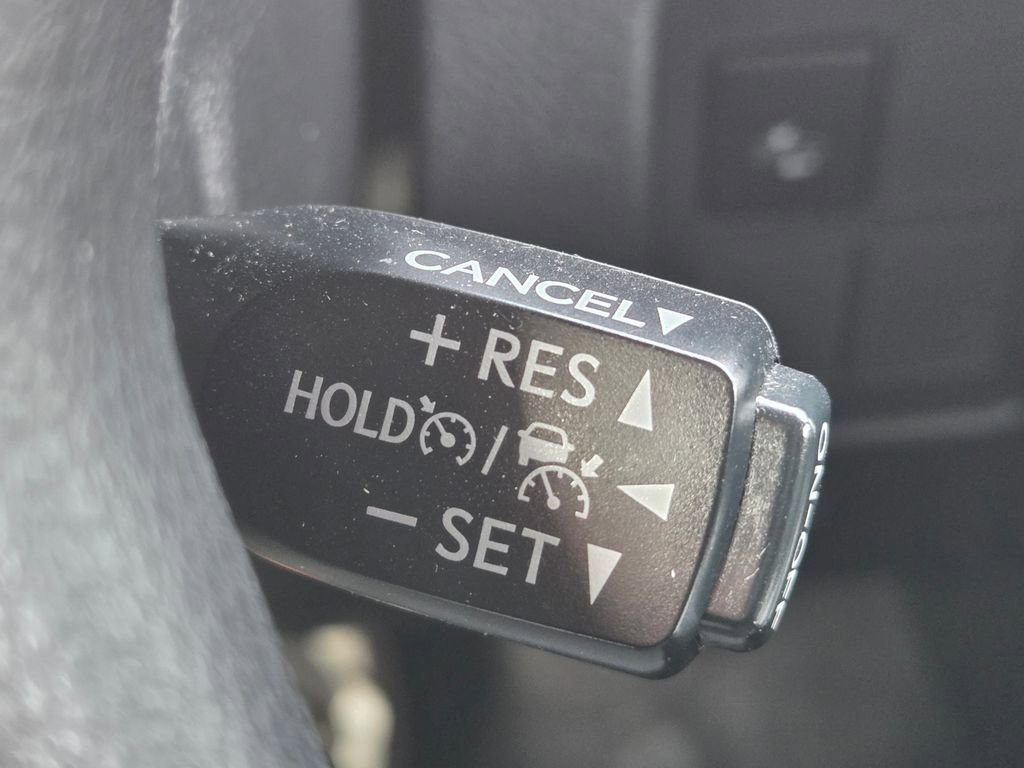 CANCEL
+ RES
HOLD /
− SET